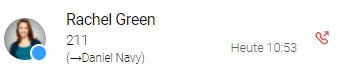 Rachel Green
211
(→Daniel Navy)
Heute 10:53